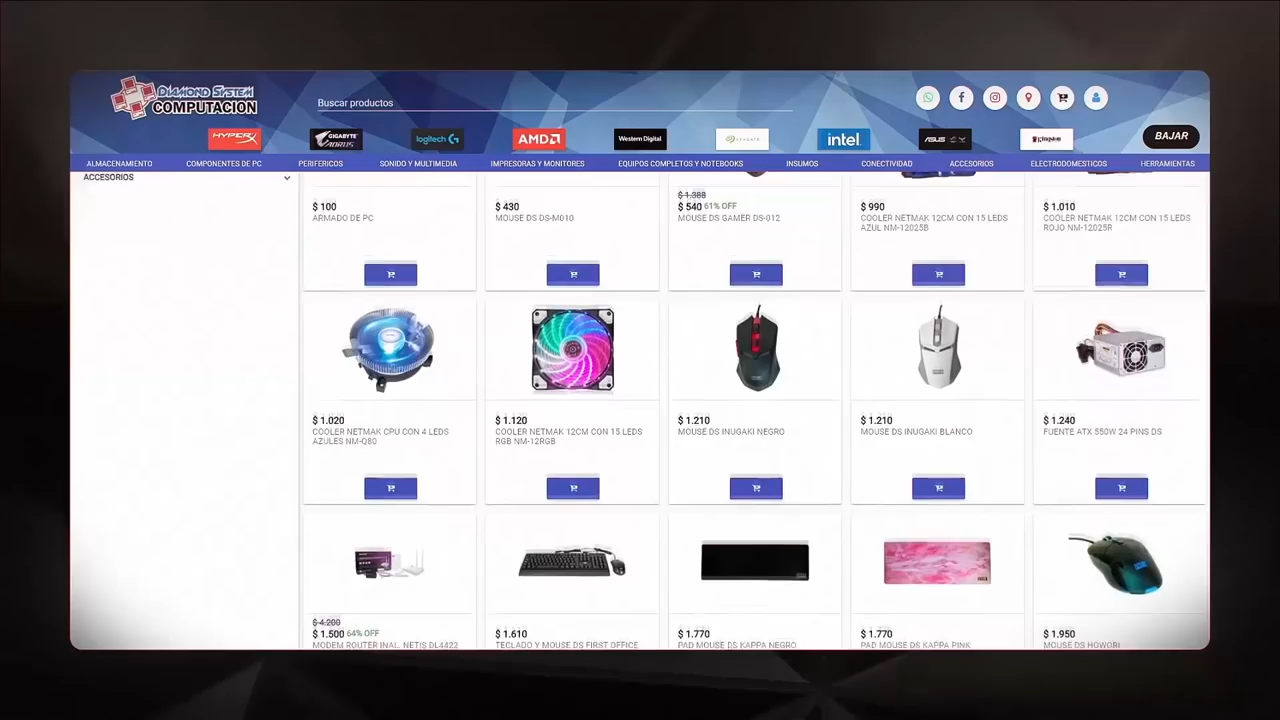 DIAMOND SYSTEM
COMPUTACION
Buscar productos
HYPERX
GIGABYTE
AORUS
logitech G
AMD
Western Digital
SEAGATE
intel.
ASUS
Kingston
BAJAR
ALMACENAMIENTO
COMPONENTES DE PC
PERIFERICOS
SONIDO Y MULTIMEDIA
IMPRESORAS Y MONITORES
EQUIPOS COMPLETOS Y NOTEBOOKS
INSUMOS
CONECTIVIDAD
ACCESORIOS
ELECTRODOMESTICOS
HERRAMIENTAS
ACCESORIOS
$ 100
ARMADO DE PC
$ 430
MOUSE DS DS-M010
$ 1.388
$ 540 61% OFF
MOUSE DS GAMER DS-012
$ 990
COOLER NETMAK 12CM CON 15 LEDS
AZUL NM-12025B
$ 1.010
COOLER NETMAK 12CM CON 15 LEDS
ROJO NM-12025R
$ 1.020
COOLER NETMAK CPU CON 4 LEDS
AZULES NM-Q80
$ 1.120
COOLER NETMAK 12CM CON 15 LEDS
RGB NM-12RGB
$ 1.210
MOUSE DS INUGAKI NEGRO
$ 1.210
MOUSE DS INUGAKI BLANCO
$ 1.240
FUENTE ATX 550W 24 PINS DS
$ 4.200
$ 1.500 64% OFF
MODEM ROUTER INAL. NETIS DL4422
$ 1.610
TECLADO Y MOUSE DS FIRST OFFICE
$ 1.770
PAD MOUSE DS KAPPA NEGRO
$ 1.770
PAD MOUSE DS KAPPA PINK
$ 1.950
MOUSE DS HOWORI